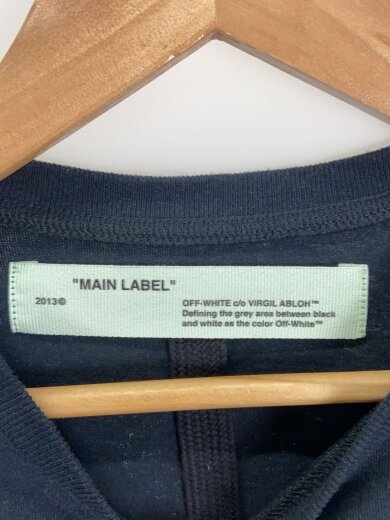 "MAIN LABEL"
2013©
OFF-WHITE c/o VIRGIL ABLOH™
Defining the grey area between black
and white as the color Off-White™